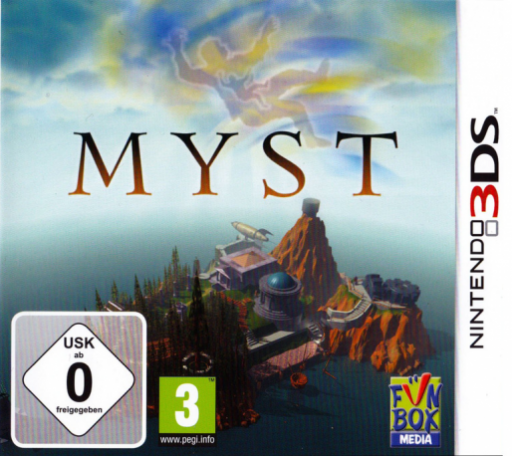 MYST
NINTENDO 3DS
USK
ab
0
freigegeben
3
www.pegi.info
FUN
BOX
MEDIA